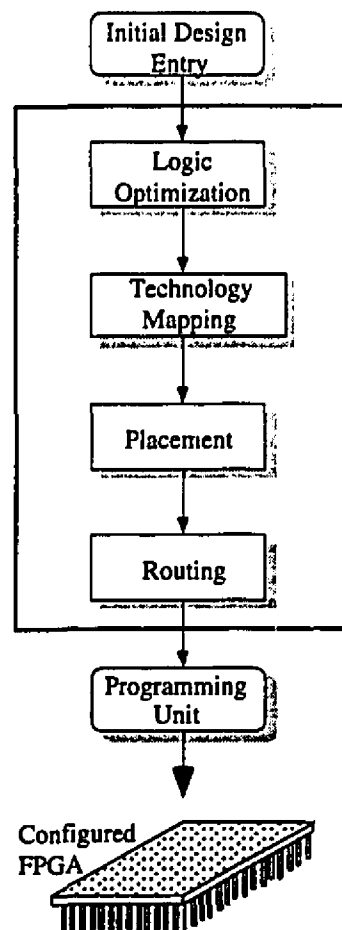 Initial Design
Entry
Logic
Optimization
Technology
Mapping
Placement
Routing
Programming
Unit
Configured
FPGA